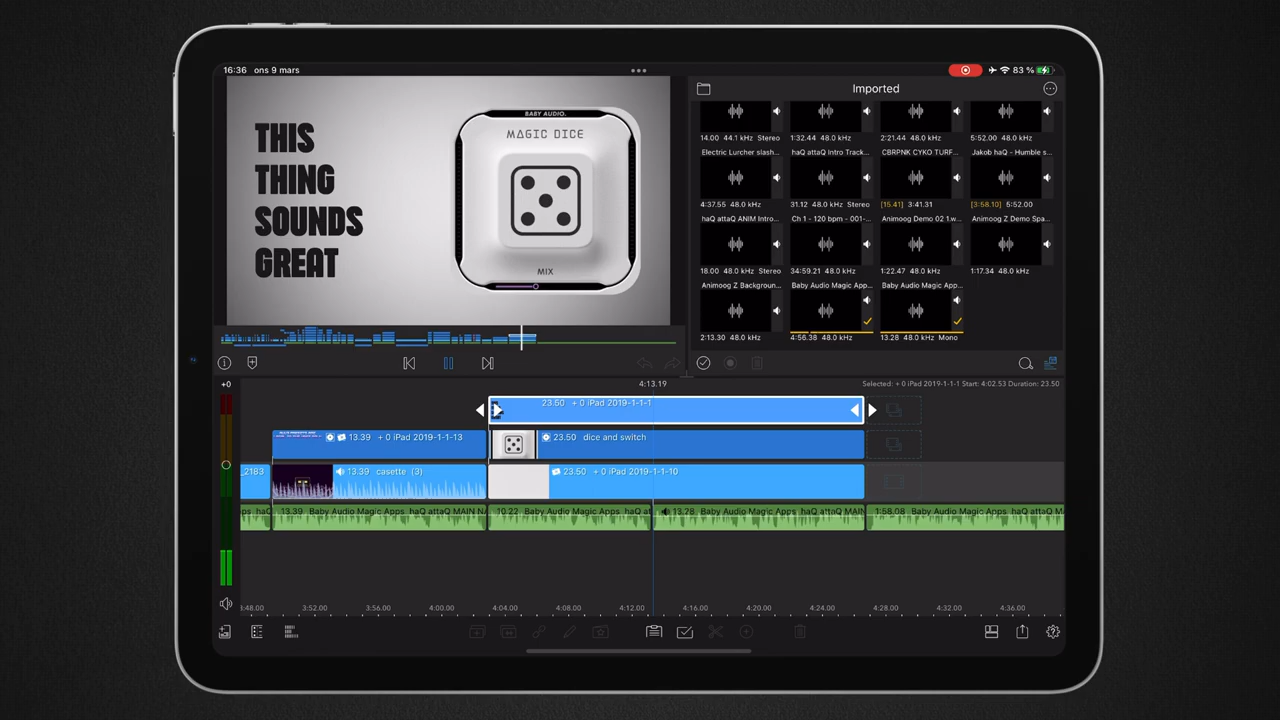 16:36 ons 9 mars
83 %
THIS
THING
SOUNDS
GREAT
BABY AUDIO.
MAGIC DICE
MIX
Imported
14.00 44.1 kHz Stereo
1:32.44 48.0 kHz
2:21.44 48.0 kHz
5:52.00 48.0 kHz
Electric Lurcher slash...
haQ attaQ Intro Track...
CBRPNK CYKO TURF...
Jakob haQ - Humble s...
4:37.55 48.0 kHz
31.12 48.0 kHz Stereo
[15.41] 3:41.31
[3:58.10] 5:52.00
haQ attaQ ANIM Intro...
Ch 1 - 120 bpm - 001-...
Animoog Demo 02 1.w...
Animoog Z Demo Spa...
18.00 48.0 kHz Stereo
34:59.21 48.0 kHz
1:22.47 48.0 kHz
1:17.34 48.0 kHz
Animoog Z Backgroun...
Baby Audio Magic App...
Baby Audio Magic App...
2:13.30 48.0 kHz
4:56.38 48.0 kHz
13.28 48.0 kHz Mono
+0
4:13.19
Selected: + 0 iPad 2019-1-1-1 Start: 4:02.53 Duration: 23.50
23.50 + 0 iPad 2019-1-1-1
13.39 + 0 iPad 2019-1-1-13
23.50 dice and switch
_2183
13.39 casette (3)
23.50 + 0 iPad 2019-1-1-10
haQ
13.39 Baby Audio Magic Apps haQ attaQ MAIN NA
10.22 Baby Audio Magic Apps haQ at
13.28 Baby Audio Magic Apps haQ attaQ MAIN
1:58.08 Baby Audio Magic Apps haQ attaQ M
3:48.00 3:52.00 3:56.00 4:00.00 4:04.00 4:08.00 4:12.00 4:16.00 4:20.00 4:24.00 4:28.00 4:32.00 4:36.00